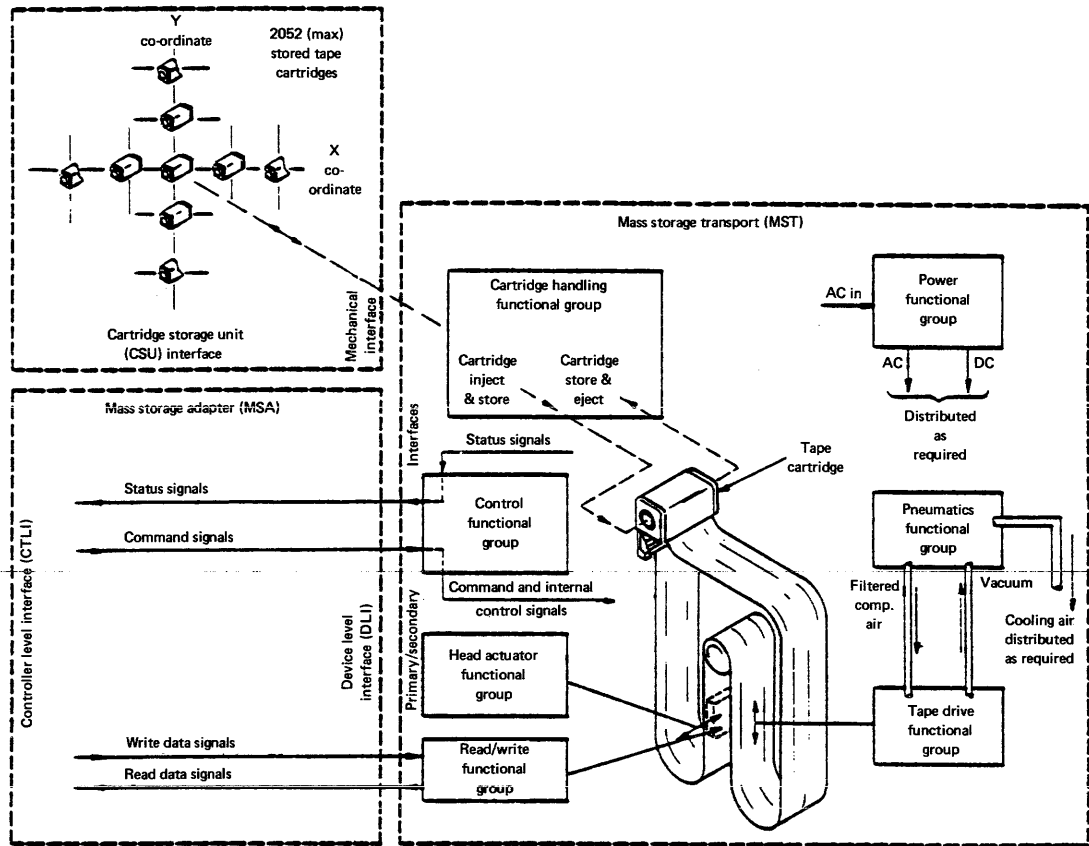 Y
co-ordinate
2052 (max)
stored tape
cartridges
X
co-
ordinate
Cartridge storage unit
(CSU) interface
Mechanical
interface
Mass storage transport (MST)
Cartridge handling
functional group
Cartridge
inject
& store
Cartridge
store &
eject
AC in
Power
functional
group
AC
DC
Distributed
as
required
Mass storage adapter (MSA)
Interfaces
Status signals
Status signals
Command signals
Control
functional
group
Command and internal
control signals
Tape
cartridge
Pneumatics
functional
group
Filtered
comp.
air
Vacuum
Cooling air
distributed
as required
Controller level interface (CTLI)
Device level
interface (DLI)
Primary/secondary
Head actuator
functional
group
Write data signals
Read data signals
Read/write
functional
group
Tape drive
functional
group